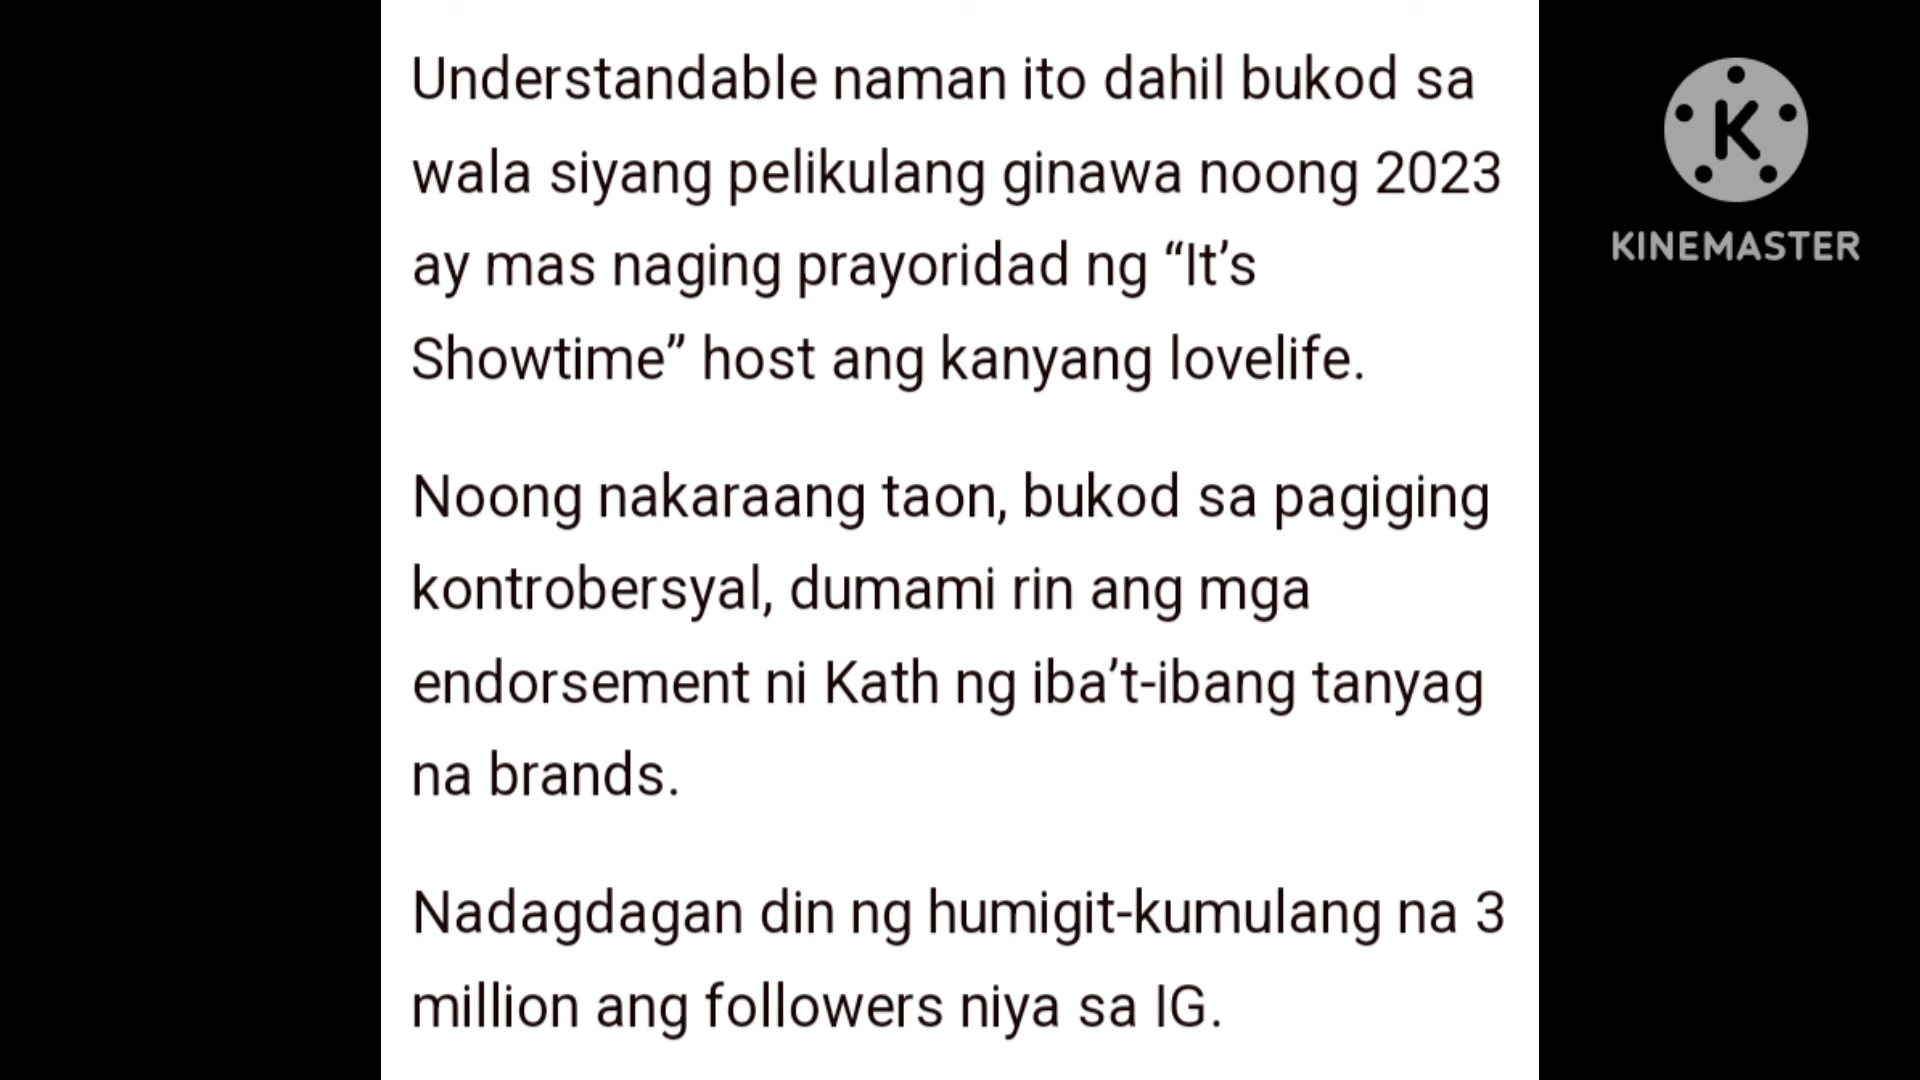 Understandable naman ito dahil bukod sa
wala siyang pelikulang ginawa noong 2023
ay mas naging prayoridad ng “It’s
Showtime” host ang kanyang lovelife.
Noong nakaraang taon, bukod sa pagiging
kontrobersyal, dumami rin ang mga
endorsement ni Kath ng iba’t-ibang tanyag
na brands.
Nadagdagan din ng humigit-kumulang na 3
million ang followers niya sa IG.
K
KINEMASTER